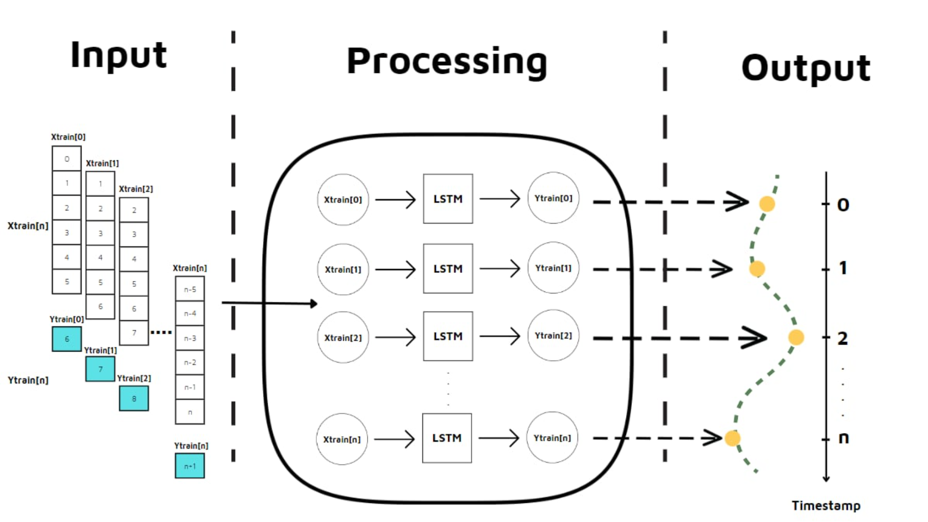 Input
Processing
Output
Xtrain[0]
0
1
2
3
4
5
Xtrain[1]
1
2
3
4
5
6
Xtrain[2]
2
3
4
5
6
7
....
Xtrain[n]
n-5
n-4
n-3
n-2
n-1
n
Xtrain[n]
Ytrain[0]
6
Ytrain[1]
7
Ytrain[2]
8
Ytrain[n]
n+1
Ytrain[n]
Xtrain[0] LSTM Ytrain[0]
Xtrain[1] LSTM Ytrain[1]
Xtrain[2] LSTM Ytrain[2]
Xtrain[n] LSTM Ytrain[n]
0
1
2
n
Timestamp